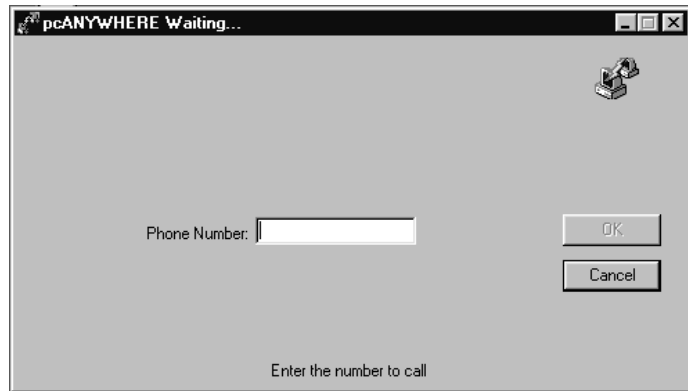 pcANYWHERE Waiting...
Phone Number:
OK
Cancel
Enter the number to call